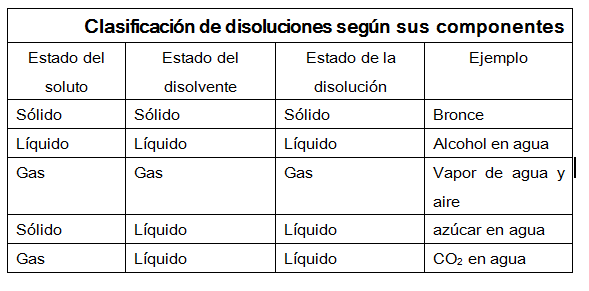 Clasificación de disoluciones según sus componentes
Estado del soluto | Estado del disolvente | Estado de la disolución | Ejemplo
Sólido | Sólido | Sólido | Bronce
Líquido | Líquido | Líquido | Alcohol en agua
Gas | Gas | Gas | Vapor de agua y aire
Sólido | Líquido | Líquido | azúcar en agua
Gas | Líquido | Líquido | CO₂ en agua